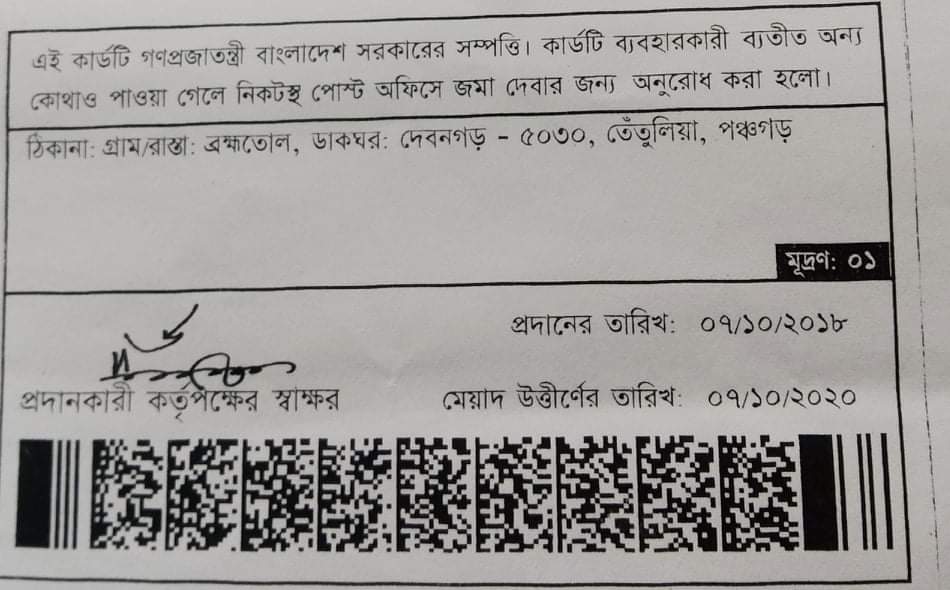 এই কার্ডটি গণপ্রজাতন্ত্রী বাংলাদেশ সরকারের সম্পত্তি। কার্ডটি ব্যবহারকারী ব্যতীত অন্য
কোথাও পাওয়া গেলে নিকটস্থ পোস্ট অফিসে জমা দেবার জন্য অনুরোধ করা হলো।
ঠিকানা: গ্রাম/রাস্তা: ব্রহ্মতোল, ডাকঘর: দেবনগড় - ৫০৩০, তেঁতুলিয়া, পঞ্চগড়
মূদ্রণ: ০১
প্রদানের তারিখ: ০৭/১০/২০১৮
প্রদানকারী কর্তৃপক্ষের স্বাক্ষর মেয়াদ উত্তীর্ণের তারিখ: ০৭/১০/২০২০